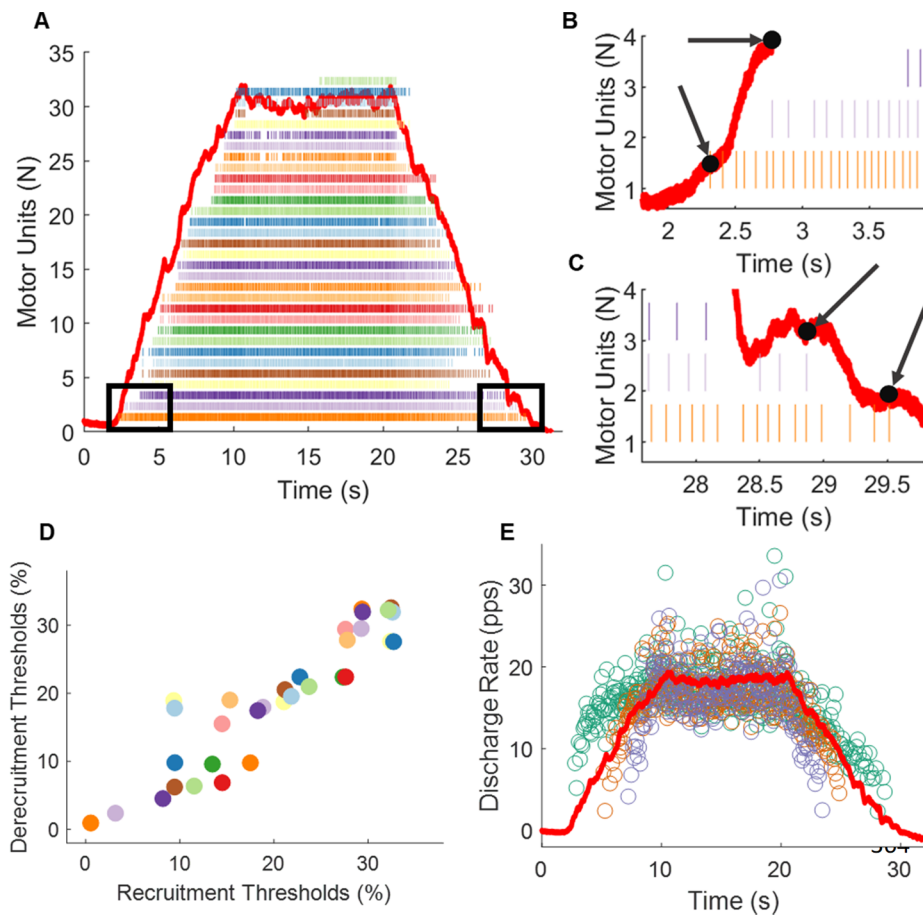 A
35
30
25
20
15
10
5
0
Motor Units (N)
0 5 10 15 20 25 30
Time (s)
B
4
3
2
1
Motor Units (N)
2 2.5 3 3.5
Time (s)
C
4
3
2
1
Motor Units (N)
28 28.5 29 29.5
Time (s)
D
30
20
10
0
Derecruitment Thresholds (%)
0 10 20 30
Recruitment Thresholds (%)
E
30
20
10
0
Discharge Rate (pps)
0 10 20 30
Time (s)